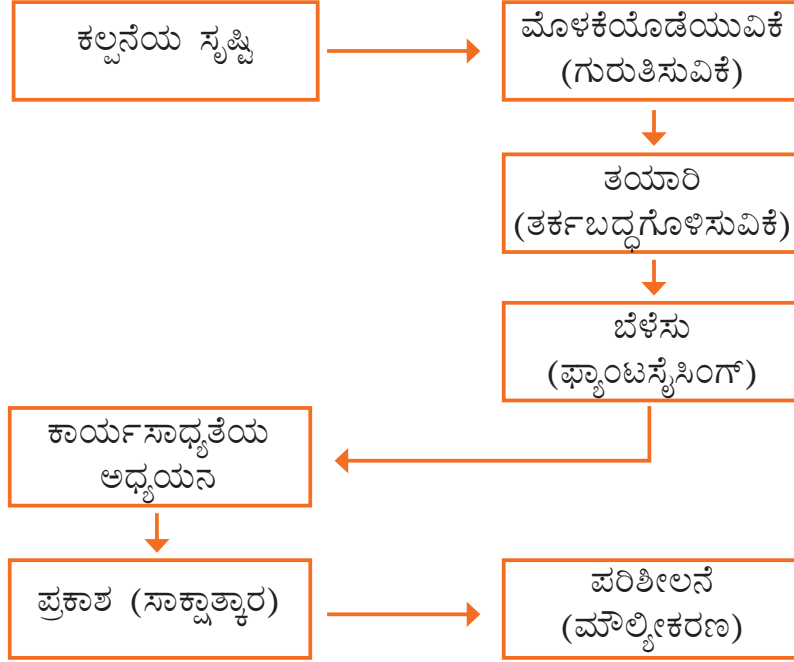 ಕಲ್ಪನೆಯ ಸೃಷ್ಟಿ
ಮೊಳಕೆಯೊಡೆಯುವಿಕೆ
(ಗುರುತಿಸುವಿಕೆ)
ತಯಾರಿ
(ತರ್ಕಬದ್ಧಗೊಳಿಸುವಿಕೆ)
ಬೆಳೆಸು
(ಫ್ಯಾಂಟಸೈಸಿಂಗ್)
ಕಾರ್ಯಸಾಧ್ಯತೆಯ
ಅಧ್ಯಯನ
ಪ್ರಕಾಶ (ಸಾಕ್ಷಾತ್ಕಾರ)
ಪರಿಶೀಲನೆ
(ಮೌಲ್ಯೀಕರಣ)